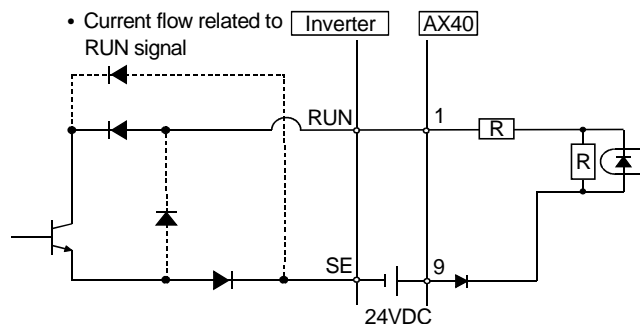 • Current flow related to
RUN signal
Inverter
AX40
RUN
1
R
R
SE
9
24VDC